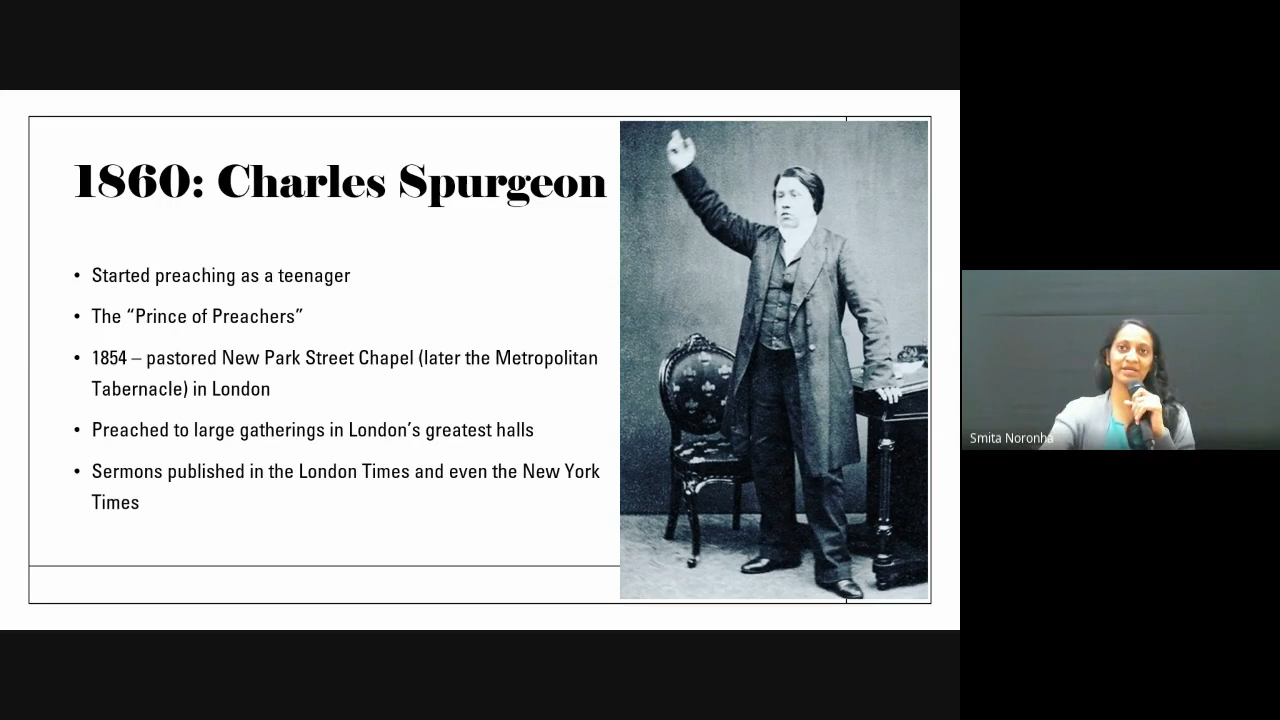 1860: Charles Spurgeon
• Started preaching as a teenager
• The “Prince of Preachers”
• 1854 – pastored New Park Street Chapel (later the Metropolitan
Tabernacle) in London
• Preached to large gatherings in London’s greatest halls
• Sermons published in the London Times and even the New York
Times
Smita Noronha